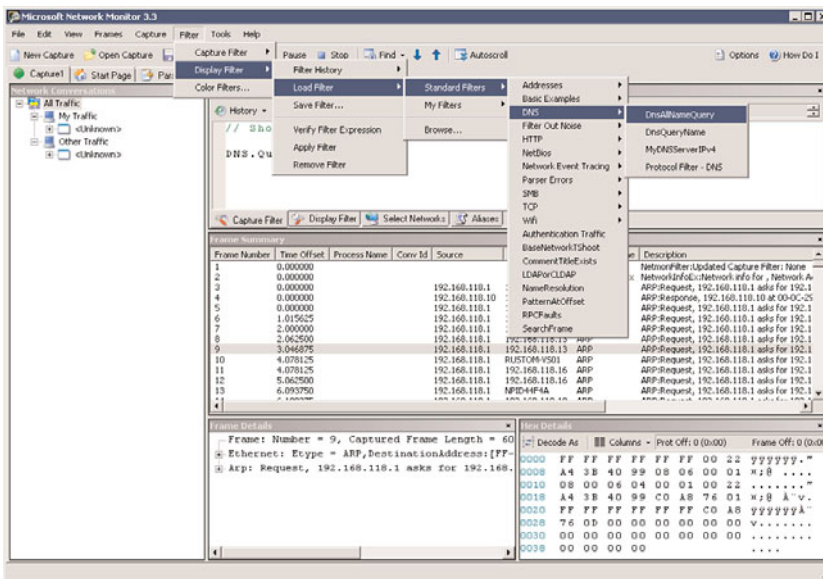 Microsoft Network Monitor 3.3
File Edit View Frames Capture Filter Tools Help
New Capture Open Capture Pause Stop Find Autoscroll Options How Do I
Capture1 Start Page Par
Capture Filter
Display Filter
Color Filters...
Filter History
Load Filter
Save Filter...
Verify Filter Expression
Apply Filter
Remove Filter
Standard Filters
My Filters
Browse...
Addresses
Basic Examples
DNS
Filter Out Noise
HTTP
NetBios
Network Event Tracing
Parser Errors
SMB
TCP
Wifi
Authentication Traffic
BaseNetworkTShoot
CommentTitleExists
LDAPorCLDAP
NameResolution
PatternAtOffset
RPCFaults
SearchFrame
DnsAllNameQuery
DnsQueryName
MyDNSServerIPv4
Protocol Filter - DNS
Network Conversations
All Traffic
My Traffic
<Unknown>
Other Traffic
<Unknown>
History
// Sho
DNS.Qu
Capture Filter Display Filter Select Networks Aliases
Frame Summary
Frame Number Time Offset Process Name Conv Id Source Description
1 0.000000 NetmonFilter:Updated Capture Filter: None
2 0.000000 NetworkInfoEx:Network info for , Network A
3 0.000000 192.168.118.1 ARP:Request, 192.168.118.1 asks for 192.1
4 0.000000 192.168.118.10 ARP:Response, 192.168.118.10 at 00-0C-29
5 0.000000 192.168.118.1 ARP:Request, 192.168.118.1 asks for 192.1
6 1.015625 192.168.118.1 ARP:Request, 192.168.118.1 asks for 192.1
7 2.000000 192.168.118.1 ARP:Request, 192.168.118.1 asks for 192.1
8 2.062500 192.168.118.1 192.168.118.13 ARP ARP:Request, 192.168.118.1 asks for 192.1
9 3.046875 192.168.118.1 192.168.118.13 ARP ARP:Request, 192.168.118.1 asks for 192.1
10 4.078125 192.168.118.1 RUSTOM-VS01 ARP ARP:Request, 192.168.118.1 asks for 192.1
11 4.078125 192.168.118.1 192.168.118.16 ARP ARP:Request, 192.168.118.1 asks for 192.1
12 5.062500 192.168.118.1 192.168.118.16 ARP ARP:Request, 192.168.118.1 asks for 192.1
13 6.093750 192.168.118.1 NPIDH4F4A ARP ARP:Request, 192.168.118.1 asks for 192.1
Frame Details
Frame: Number = 9, Captured Frame Length = 60
Ethernet: Etype = ARP,DestinationAddress:[FF-
Arp: Request, 192.168.118.1 asks for 192.168.
Hex Details
Decode As Columns Prot Off: 0 (0x00) Frame Off: 0 (0x0
0000 FF FF FF FF FF FF 00 22 ÿÿÿÿÿÿ."
0008 A4 3B 40 99 08 06 00 01 ¤;@ ....
0010 08 00 06 04 00 01 00 22 ......."
0018 A4 3B 40 99 C0 A8 76 01 ¤;@ À¨v.
0020 FF FF FF FF FF FF C0 A8 ÿÿÿÿÿÿÀ¨
0028 76 0D 00 00 00 00 00 00 v.......
0030 00 00 00 00 00 00 00 00 ........
0038 00 00 00 00 ....